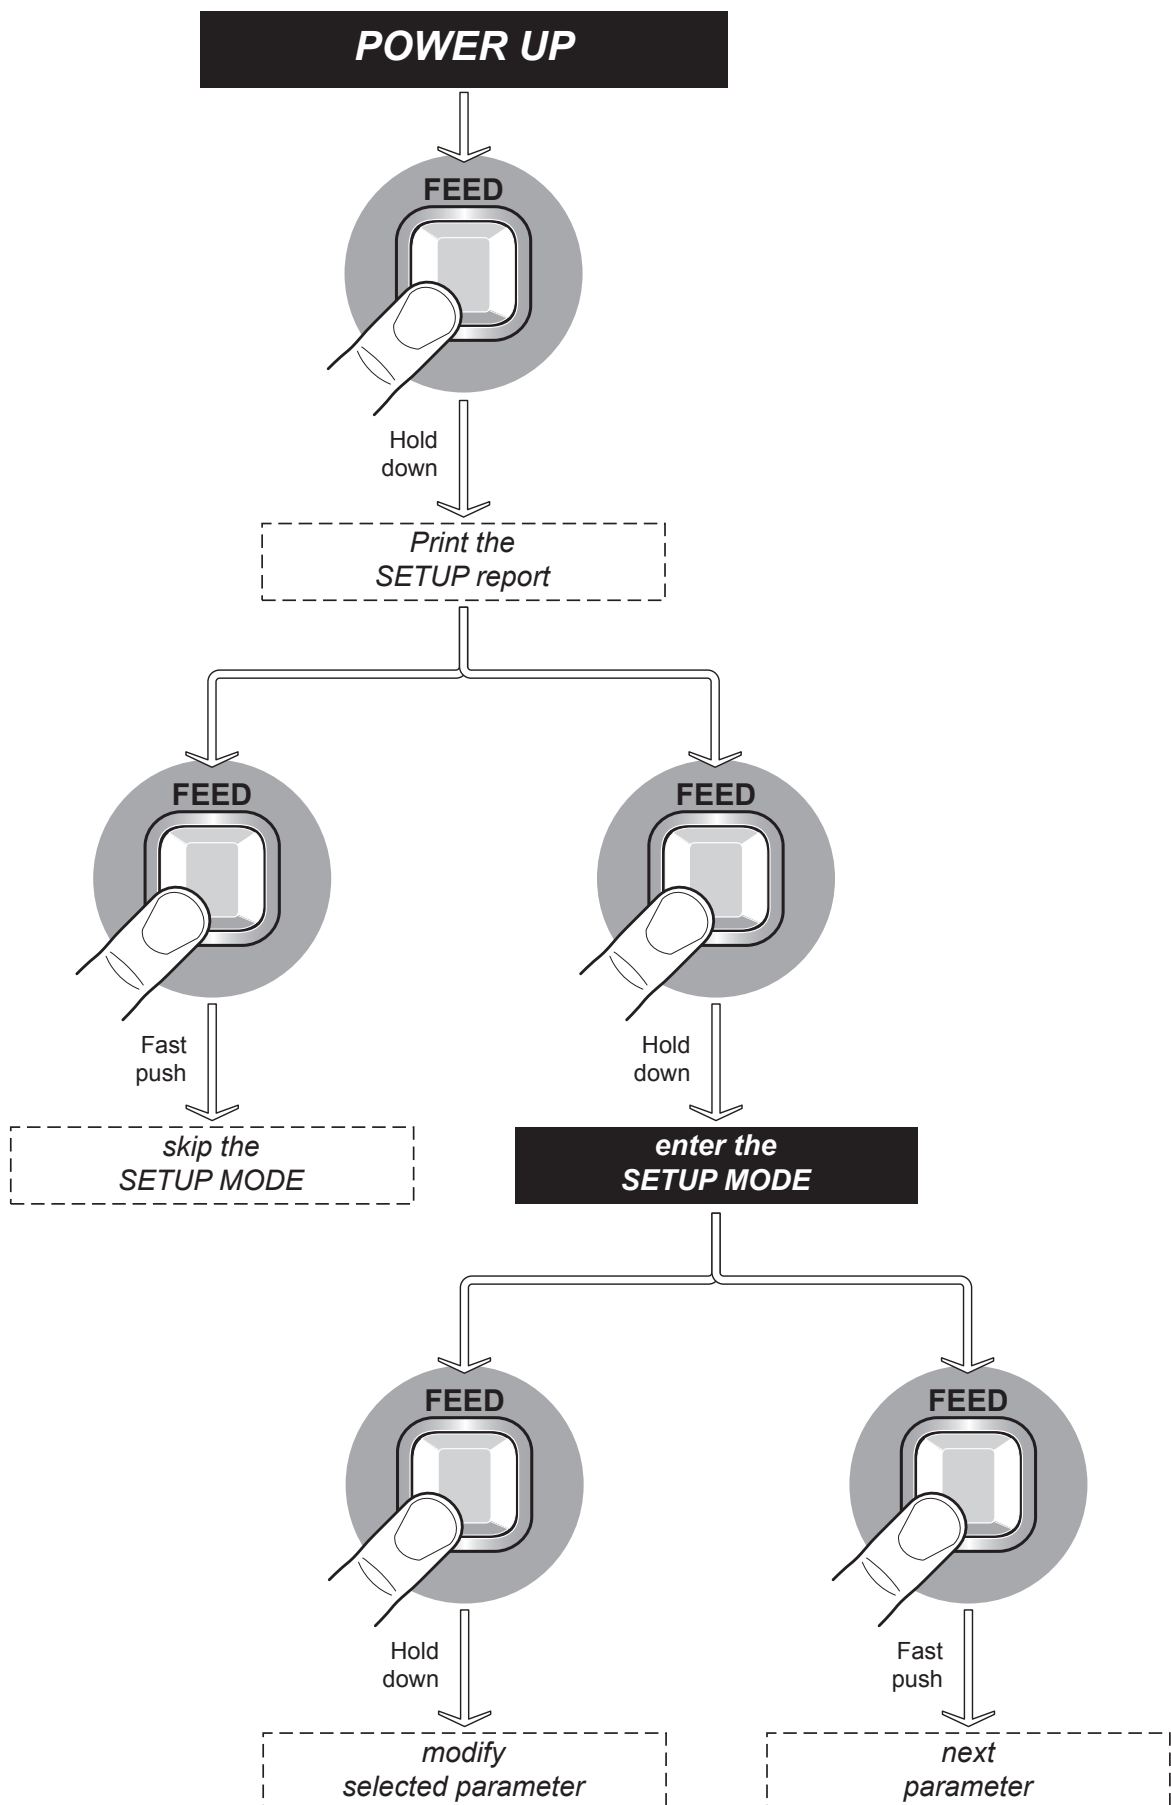 POWER UP
FEED
Hold
down
Print the
SETUP report
FEED
Fast
push
skip the
SETUP MODE
FEED
Hold
down
enter the
SETUP MODE
FEED
Hold
down
modify
selected parameter
FEED
Fast
push
next
parameter